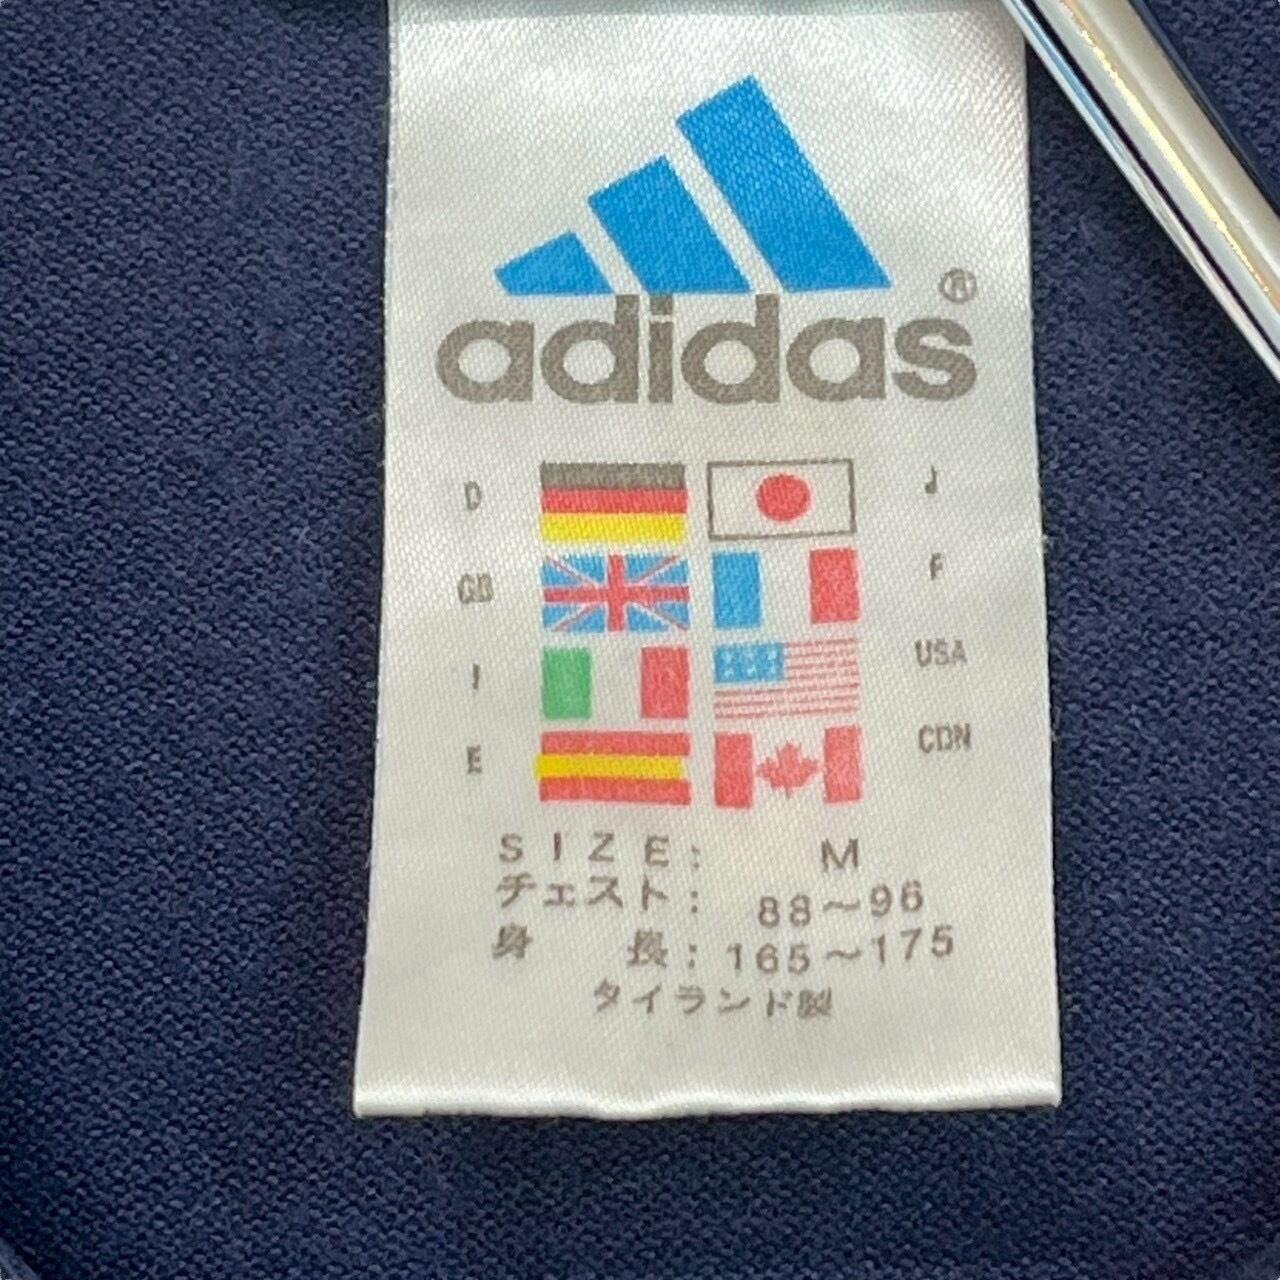 adidas®
D J
GB F
I USA
E CDN
SIZE: M
チェスト: 88〜96
身 長: 165〜175
タイランド製